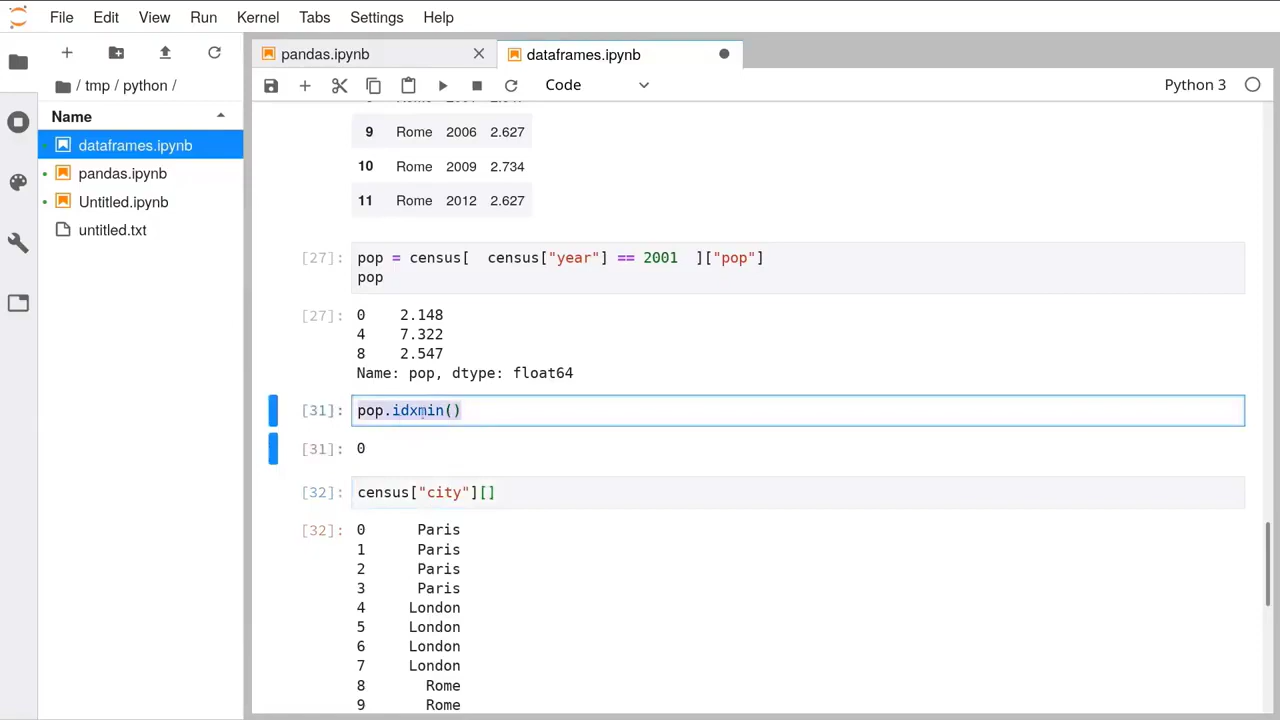 File Edit View Run Kernel Tabs Settings Help
pandas.ipynb
dataframes.ipynb
/ tmp / python /
Code
Python 3
Name
dataframes.ipynb
pandas.ipynb
Untitled.ipynb
untitled.txt
9 Rome 2006 2.627
10 Rome 2009 2.734
11 Rome 2012 2.627
[27]: pop = census[  census["year"] == 2001  ]["pop"]
pop
[27]: 0 2.148
4 7.322
8 2.547
Name: pop, dtype: float64
[31]: pop.idxmin()
[31]: 0
[32]: census["city"][]
[32]: 0 Paris
1 Paris
2 Paris
3 Paris
4 London
5 London
6 London
7 London
8 Rome
9 Rome